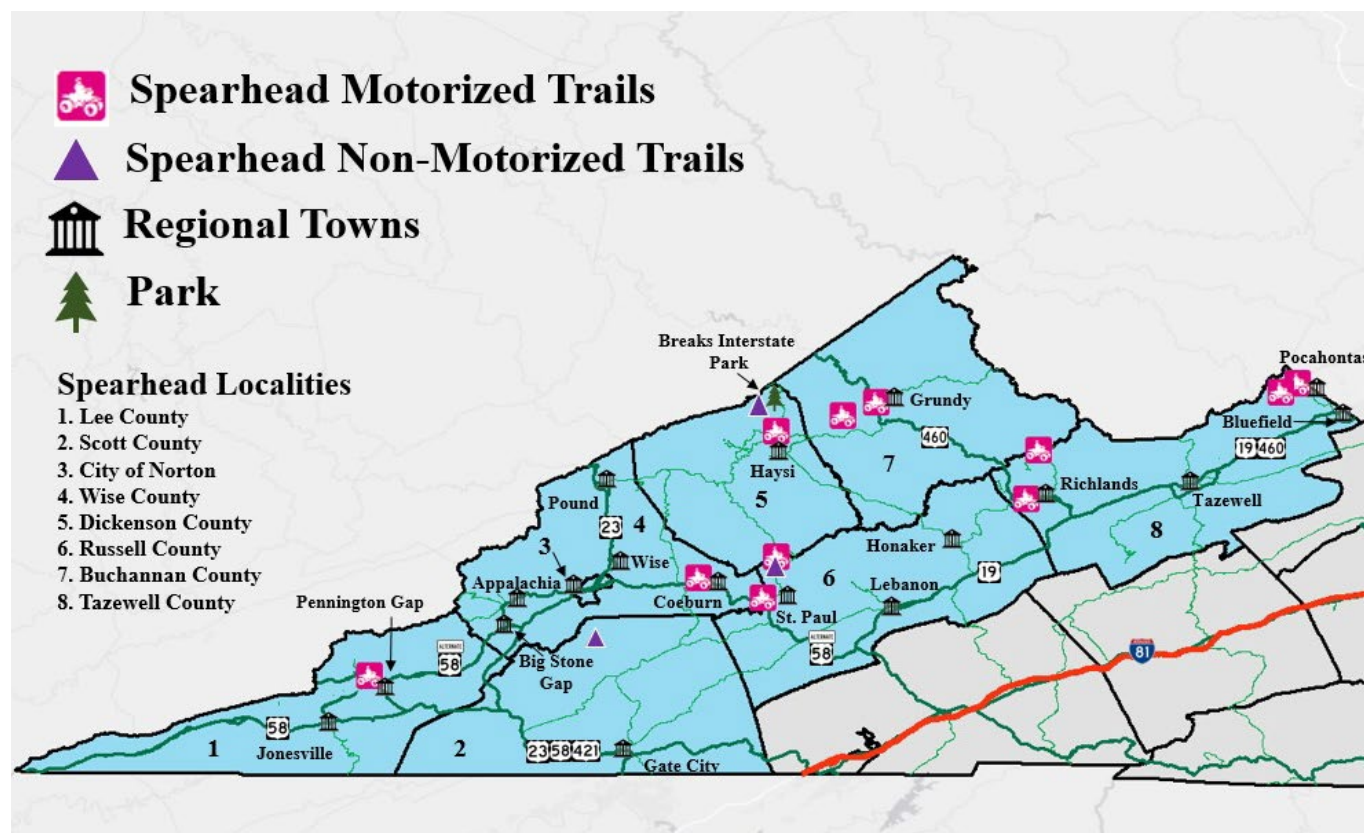 Spearhead Motorized Trails
Spearhead Non-Motorized Trails
Regional Towns
Park
Spearhead Localities
1. Lee County
2. Scott County
3. City of Norton
4. Wise County
5. Dickenson County
6. Russell County
7. Buchannan County
8. Tazewell County
Breaks Interstate
Park
Pocahontas
Grundy
Bluefield
460
19 460
Haysi
7
Richlands
Tazewell
Pound
5
23
4
8
3
Honaker
Wise
6
19
Appalachia
Lebanon
Coeburn
Pennington Gap
St. Paul
ALTERNATE
58
ALTERNATE
58
81
Big Stone
Gap
58
1
Jonesville
2
23 58 421
Gate City